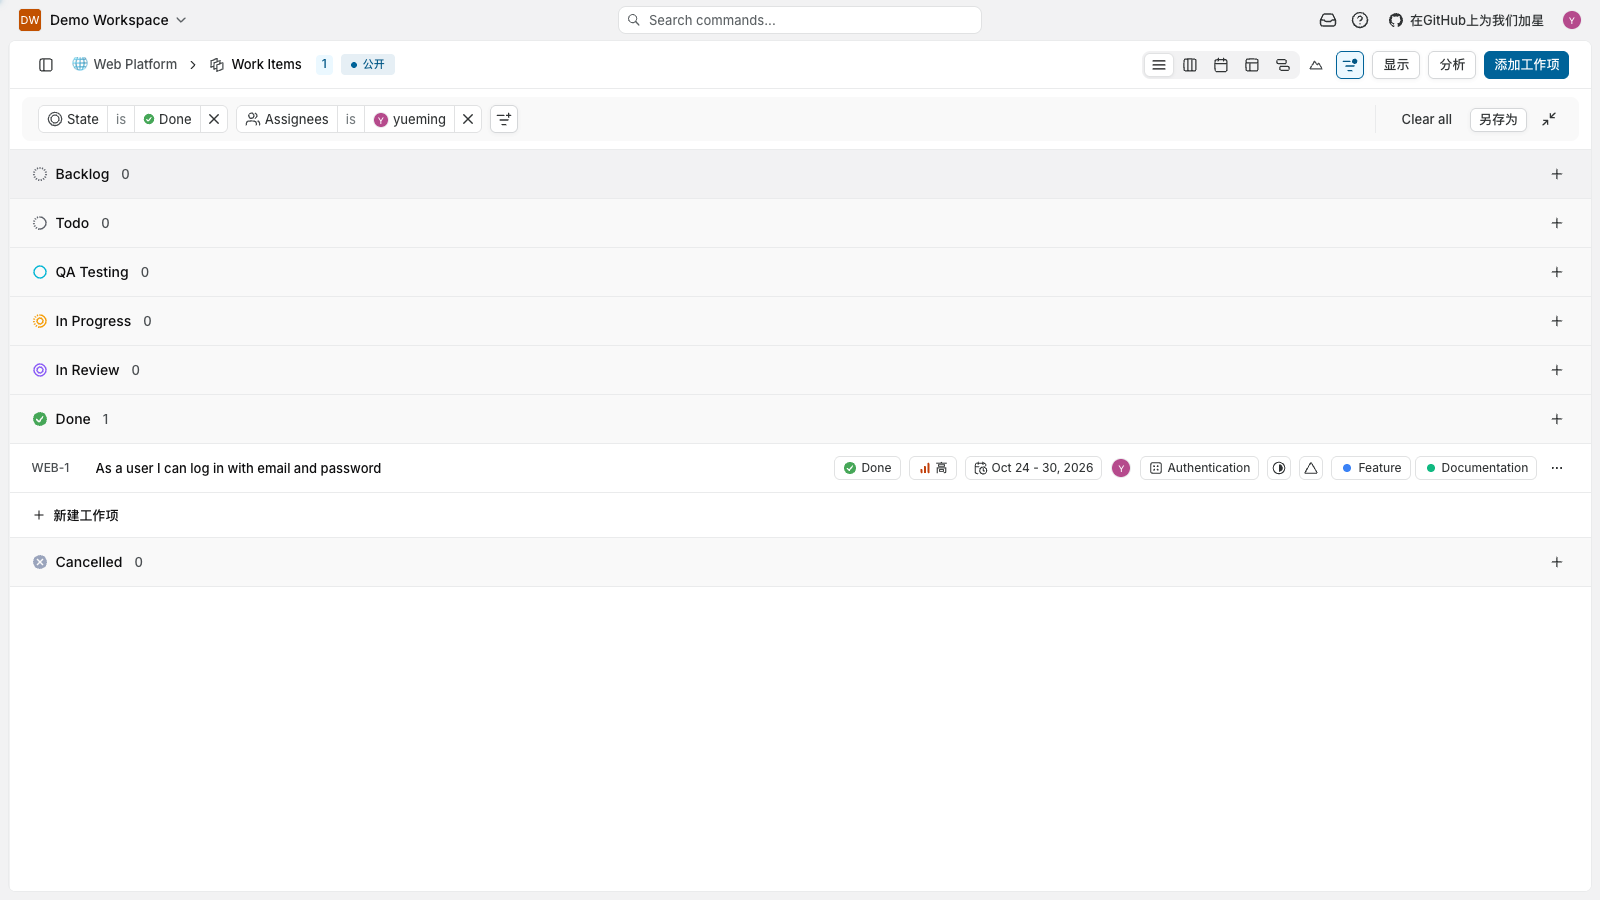 DW Demo Workspace Search commands... 在GitHub上为我们加星 Y
Web Platform Work Items 1 公开 显示 分析 添加工作项
State is Done Assignees is Y yueming Clear all 另存为
Backlog 0
Todo 0
QA Testing 0
In Progress 0
In Review 0
Done 1
WEB-1 As a user I can log in with email and password Done 高 Oct 24 - 30, 2026 Y Authentication Feature Documentation
新建工作项
Cancelled 0